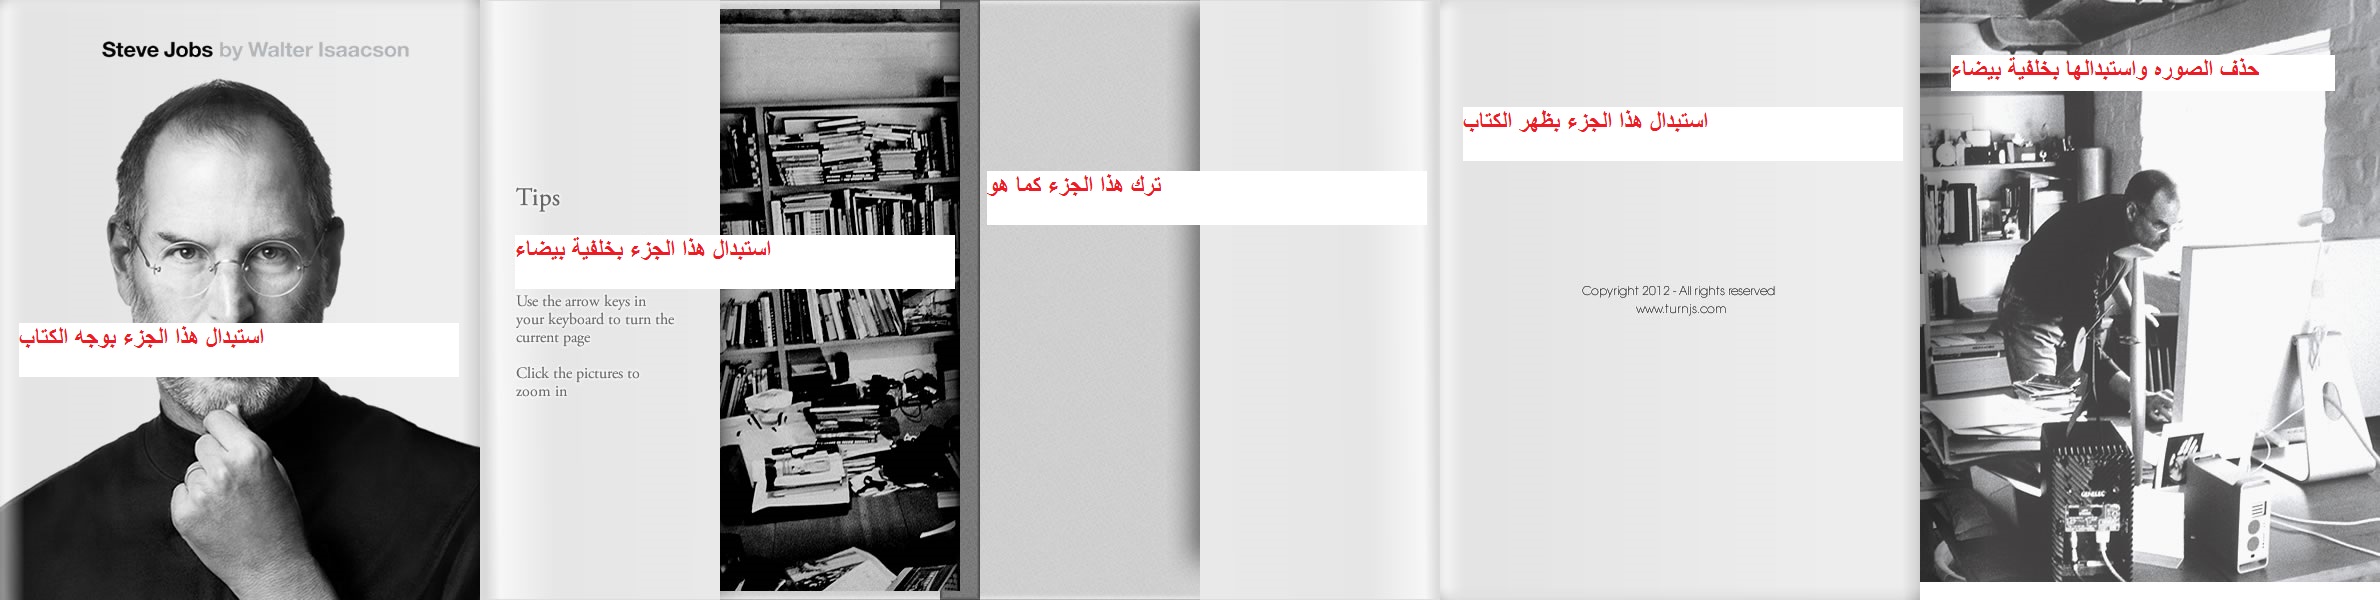 Steve Jobs by Walter Isaacson
استبدال هذا الجزء بوجه الكتاب
Tips
استبدال هذا الجزء بخلفية بيضاء
Use the arrow keys in
your keyboard to turn the
current page
Click the pictures to
zoom in
ترك هذا الجزء كما هو
استبدال هذا الجزء بظهر الكتاب
Copyright 2012 - All rights reserved
www.turnjs.com
حذف الصوره واستبدالها بخلفية بيضاء
GENELEC